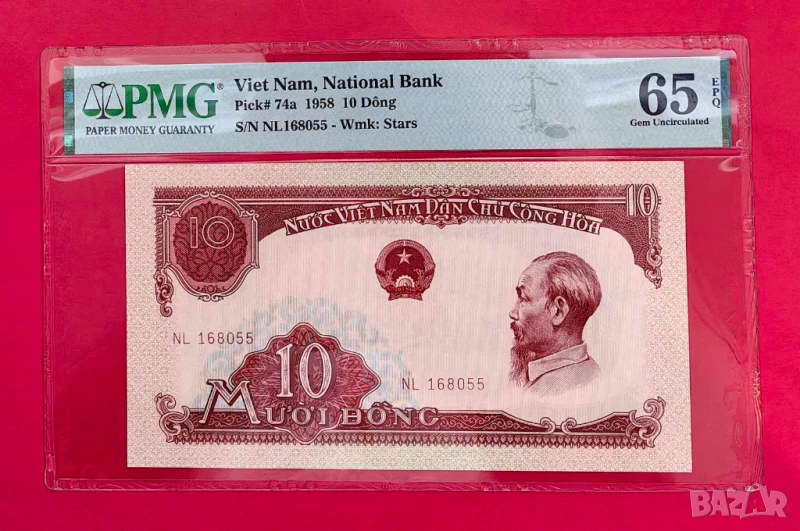 PMG®
PAPER MONEY GUARANTY
Viet Nam, National Bank
Pick# 74a 1958 10 Dông
S/N NL168055 - Wmk: Stars
65 EPQ
Gem Uncirculated
10
NƯỚC VIỆT NAM DÂN CHỦ CỘNG HÒA
10
NL 168055
10
NL 168055
MƯƠI ĐỒNG
BAZAR